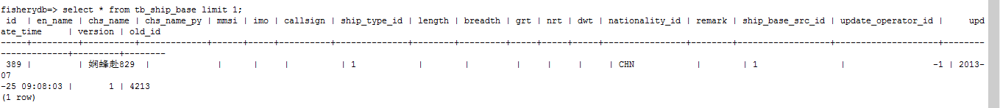 fisherydb=> select * from tb_ship_base limit 1;
 id  | en_name | chs_name | chs_name_py | mmsi | imo | callsign | ship_type_id | length | breadth | grt | nrt | dwt | nationality_id | remark | ship_base_src_id | update_operator_id |     upd
ate_time     | version | old_id
-----+---------+----------+-------------+------+-----+----------+--------------+--------+---------+-----+-----+-----+----------------+--------+------------------+--------------------+--------
-------------+---------+--------
 389 |         | 娴蜂赴829  |             |      |     |          | 1            |        |         |     |     |     | CHN            |        | 1                |                 -1 | 2013-
07
-25 09:08:03 |       1 | 4213
(1 row)